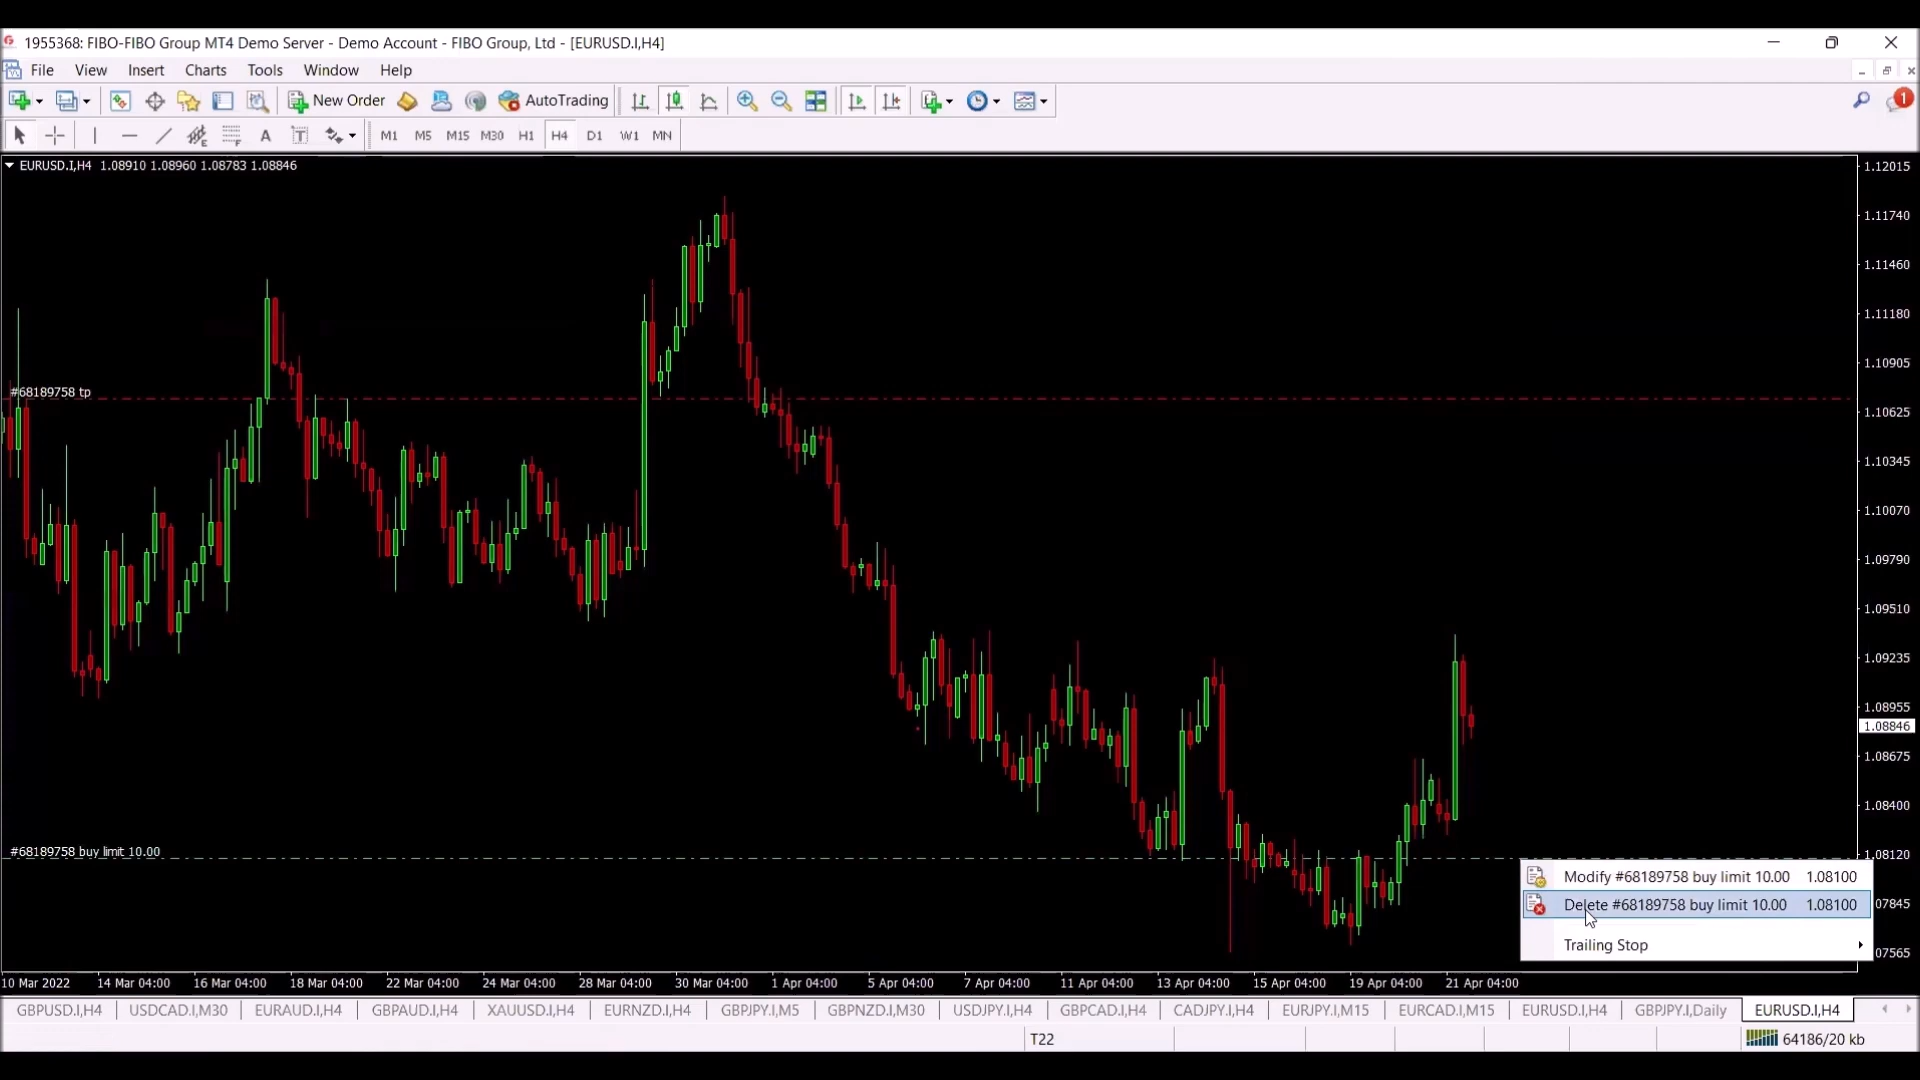 1955368: FIBO-FIBO Group MT4 Demo Server - Demo Account - FIBO Group, Ltd - [EURUSD.I,H4]
File View Insert Charts Tools Window Help
New Order AutoTrading 1
A T M1 M5 M15 M30 H1 H4 D1 W1 MN
EURUSD.I,H4 1.08910 1.08960 1.08783 1.08846
1.12015
1.11740
1.11460
1.11180
1.10905
#68189758 tp
1.10625
1.10345
1.10070
1.09790
1.09510
1.09235
1.08955
1.08846
1.08675
1.08400
#68189758 buy limit 10.00
1.08120
Modify #68189758 buy limit 10.00 1.08100
Delete #68189758 buy limit 10.00 1.08100
07845
Trailing Stop
07565
10 Mar 2022 14 Mar 04:00 16 Mar 04:00 18 Mar 04:00 22 Mar 04:00 24 Mar 04:00 28 Mar 04:00 30 Mar 04:00 1 Apr 04:00 5 Apr 04:00 7 Apr 04:00 11 Apr 04:00 13 Apr 04:00 15 Apr 04:00 19 Apr 04:00 21 Apr 04:00
GBPUSD.I,H4 USDCAD.I,M30 EURAUD.I,H4 GBPAUD.I,H4 XAUUSD.I,H4 EURNZD.I,H4 GBPJPY.I,M5 GBPNZD.I,M30 USDJPY.I,H4 GBPCAD.I,H4 CADJPY.I,H4 EURJPY.I,M15 EURCAD.I,M15 EURUSD.I,H4 GBPJPY.I,Daily EURUSD.I,H4
T22 64186/20 kb